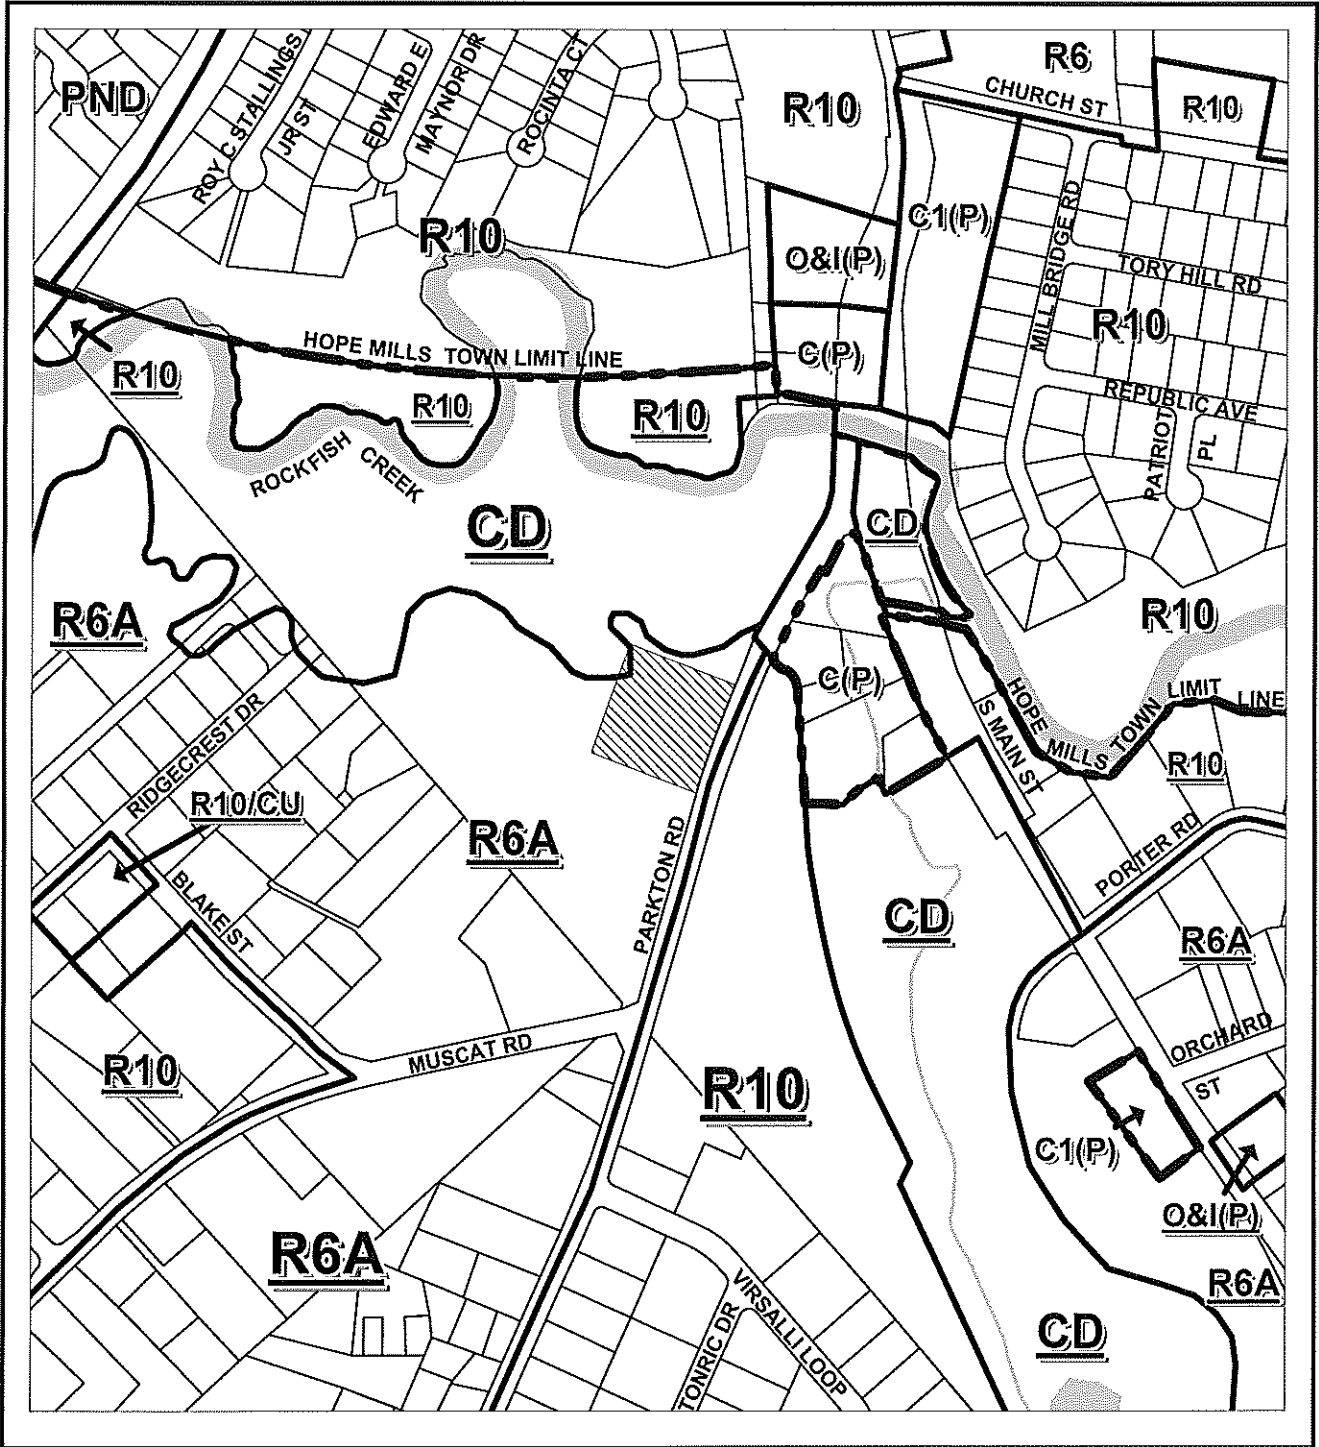 PND
ROY C STALLINGS
JR ST
EDWARD E
MAYNOR DR
ROCINTA CT
R10
R6
CHURCH ST
R10
C1(P)
R10
O&I(P)
MILL BRIDGE RD
TORY HILL RD
R10
HOPE MILLS TOWN LIMIT LINE
C(P)
R10
R10
R10
REPUBLIC AVE
PATRIOT
PL
ROCKFISH
CREEK
CD
CD
R6A
R10
C(P)
HOPE
MILLS
TOWN
LIMIT
LINE
S MAIN ST
R10
RIDGECREST DR
R10/CU
R6A
PARKTON RD
PORTER RD
BLAKE ST
CD
R6A
MUSCAT RD
ORCHARD
ST
R10
R10
C1(P)
O&I(P)
R6A
R6A
VIRSALLI LOOP
TONRIC DR
CD